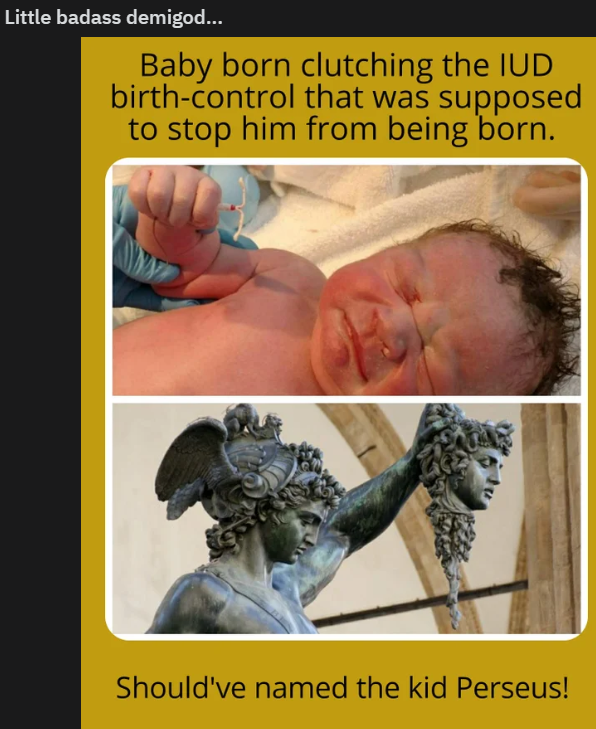 Little badass demigod...
Baby born clutching the IUD
birth-control that was supposed
to stop him from being born.
Should've named the kid Perseus!